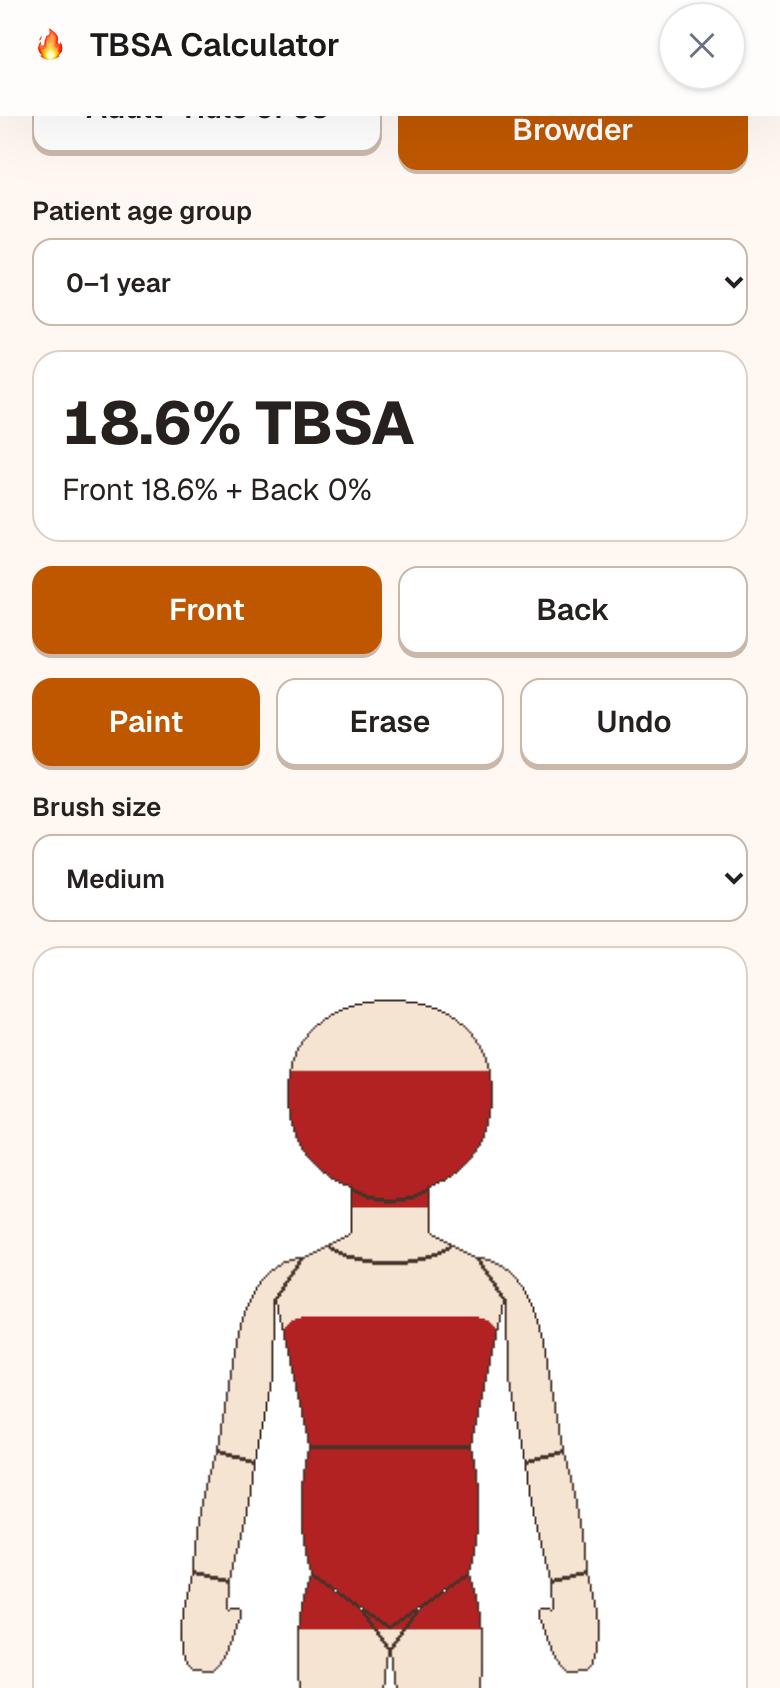 TBSA Calculator
Browder
Patient age group
0–1 year
18.6% TBSA
Front 18.6% + Back 0%
Front
Back
Paint
Erase
Undo
Brush size
Medium